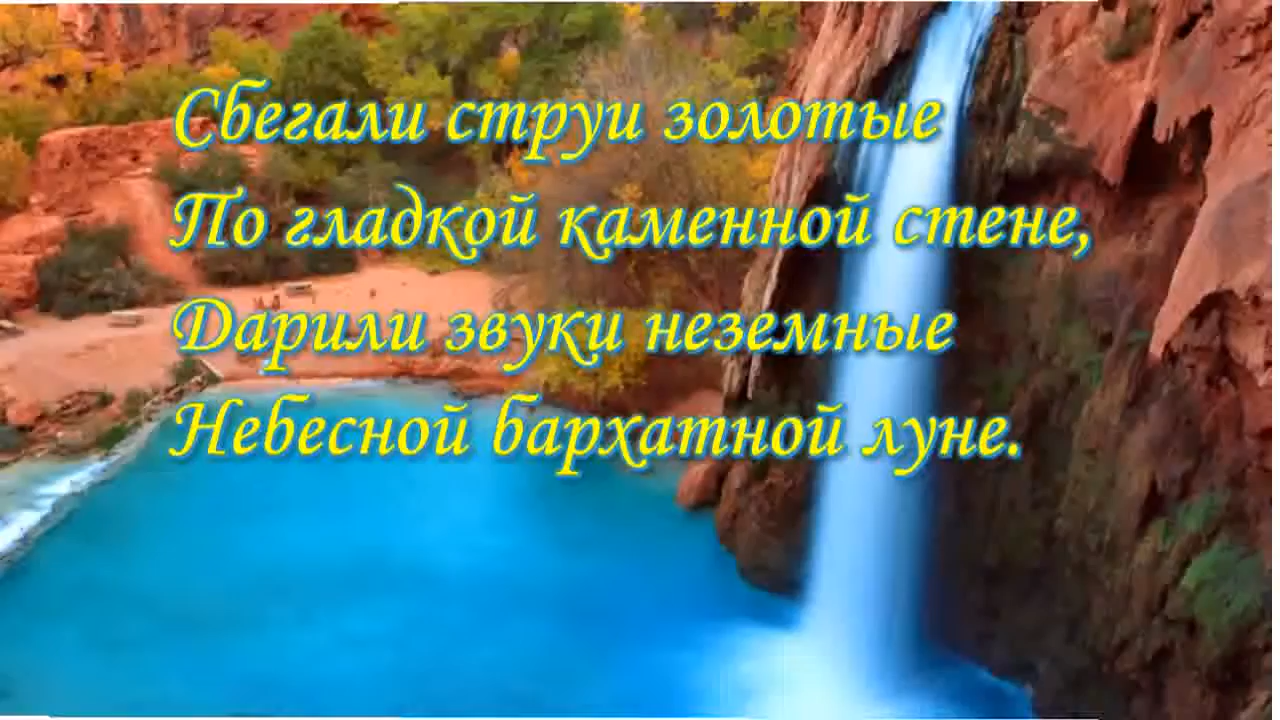 Сбегали струи золотые
По гладкой каменной стене,
Дарили звуки неземные
Небесной бархатной луне.